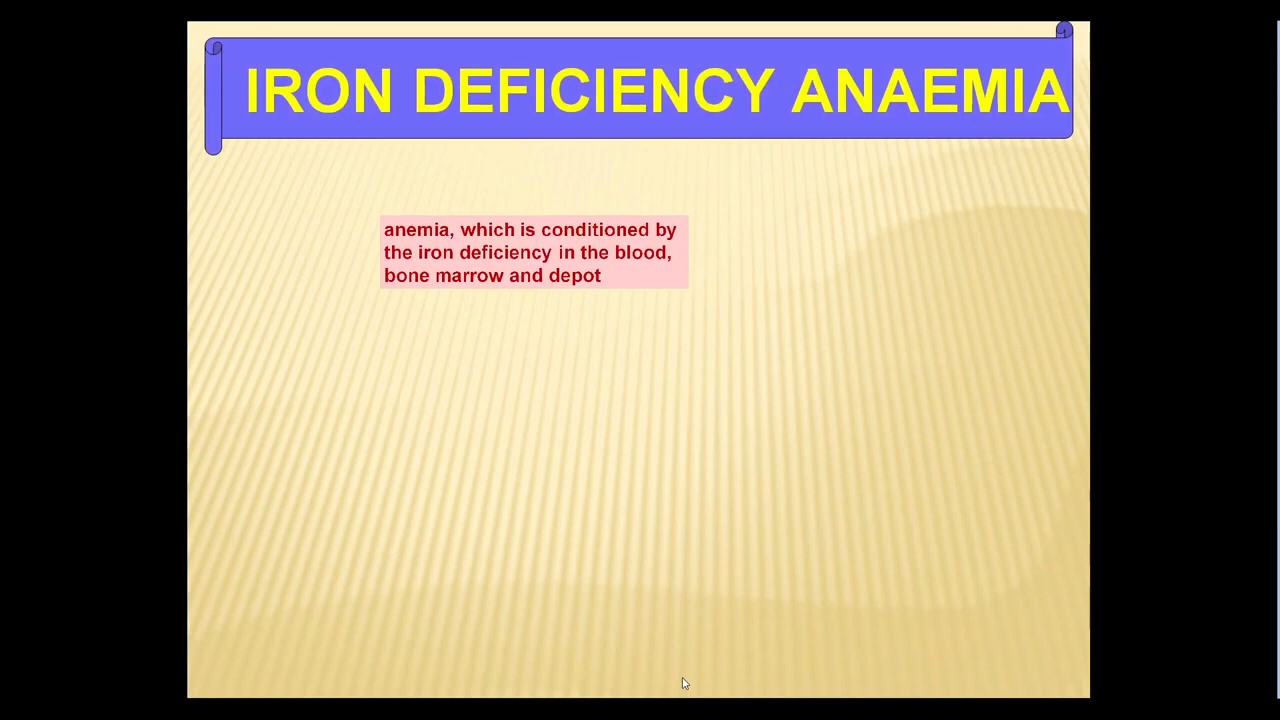 IRON DEFICIENCY ANAEMIA
anemia, which is conditioned by
the iron deficiency in the blood,
bone marrow and depot